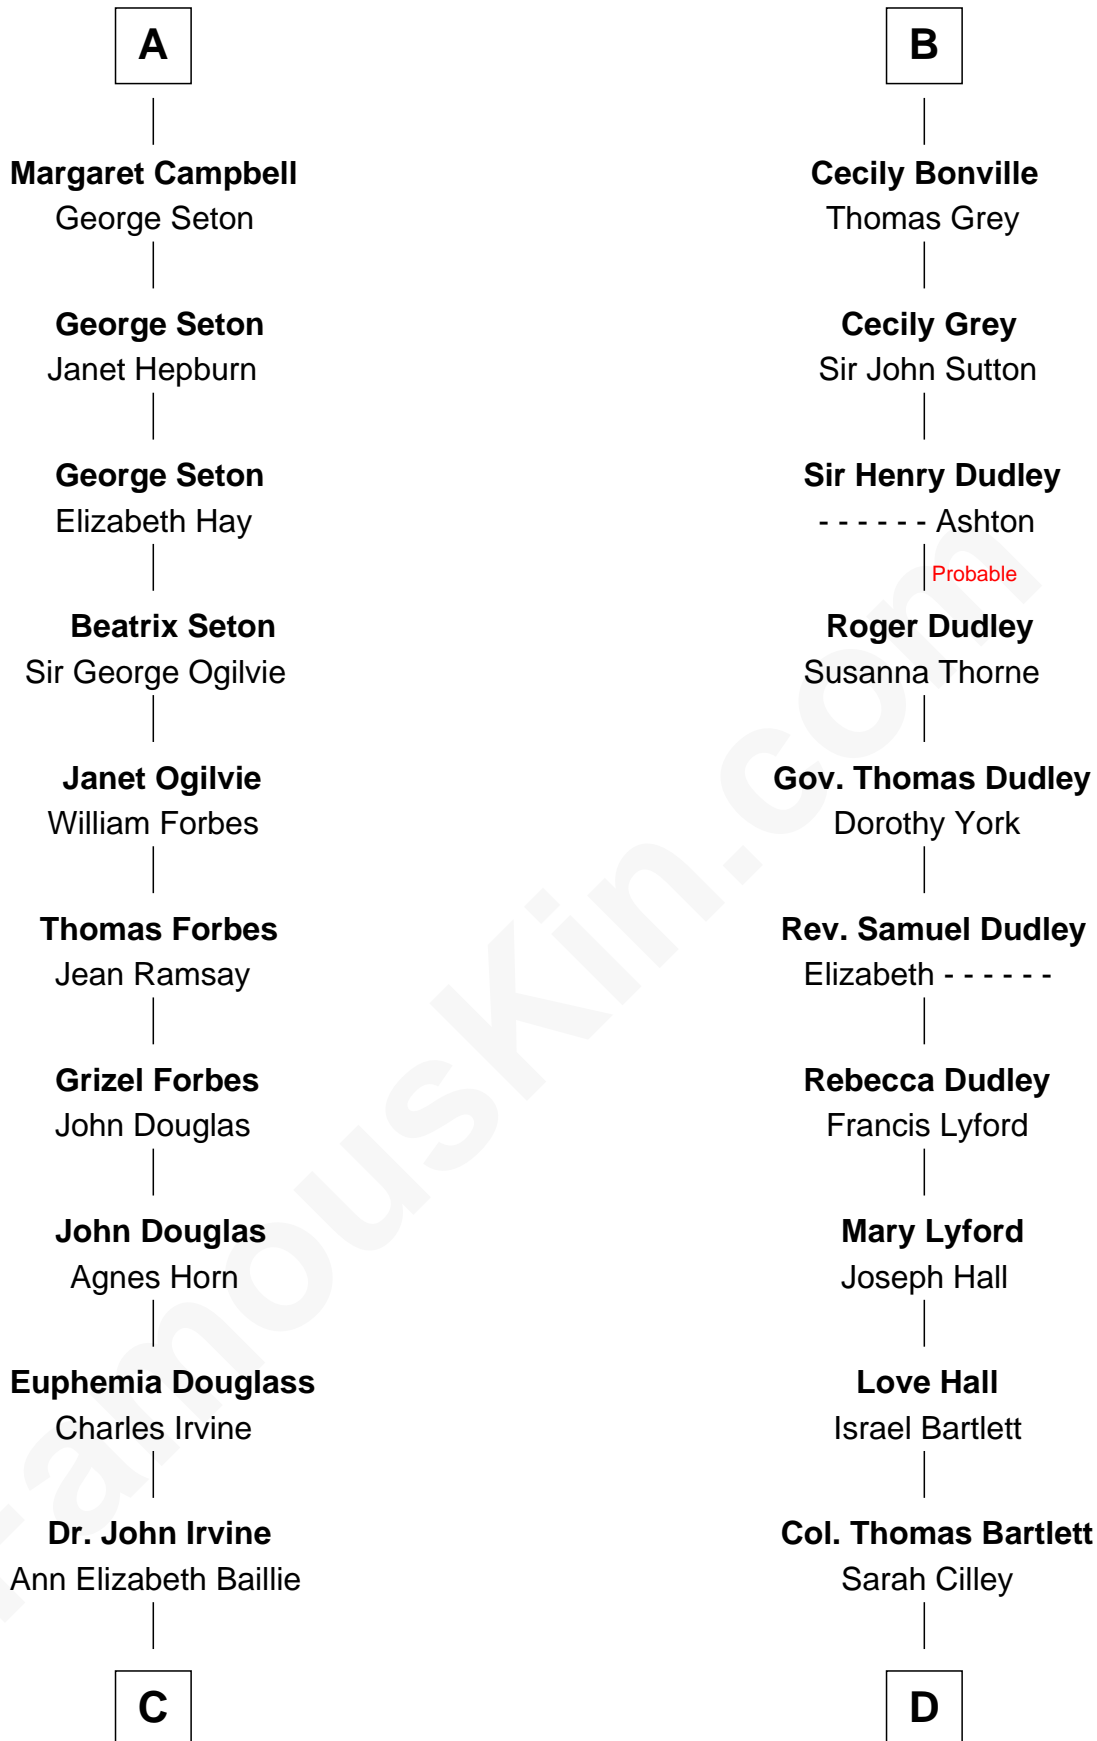 A
Margaret Campbell
George Seton
George Seton
Janet Hepburn
George Seton
Elizabeth Hay
Beatrix Seton
Sir George Ogilvie
Janet Ogilvie
William Forbes
Thomas Forbes
Jean Ramsay
Grizel Forbes
John Douglas
John Douglas
Agnes Horn
Euphemia Douglass
Charles Irvine
Dr. John Irvine
Ann Elizabeth Baillie
C
B
Cecily Bonville
Thomas Grey
Cecily Grey
Sir John Sutton
Sir Henry Dudley
- - - - - - Ashton
Probable
Roger Dudley
Susanna Thorne
Gov. Thomas Dudley
Dorothy York
Rev. Samuel Dudley
Elizabeth - - - - - -
Rebecca Dudley
Francis Lyford
Mary Lyford
Joseph Hall
Love Hall
Israel Bartlett
Col. Thomas Bartlett
Sarah Cilley
D
FamousKin.com